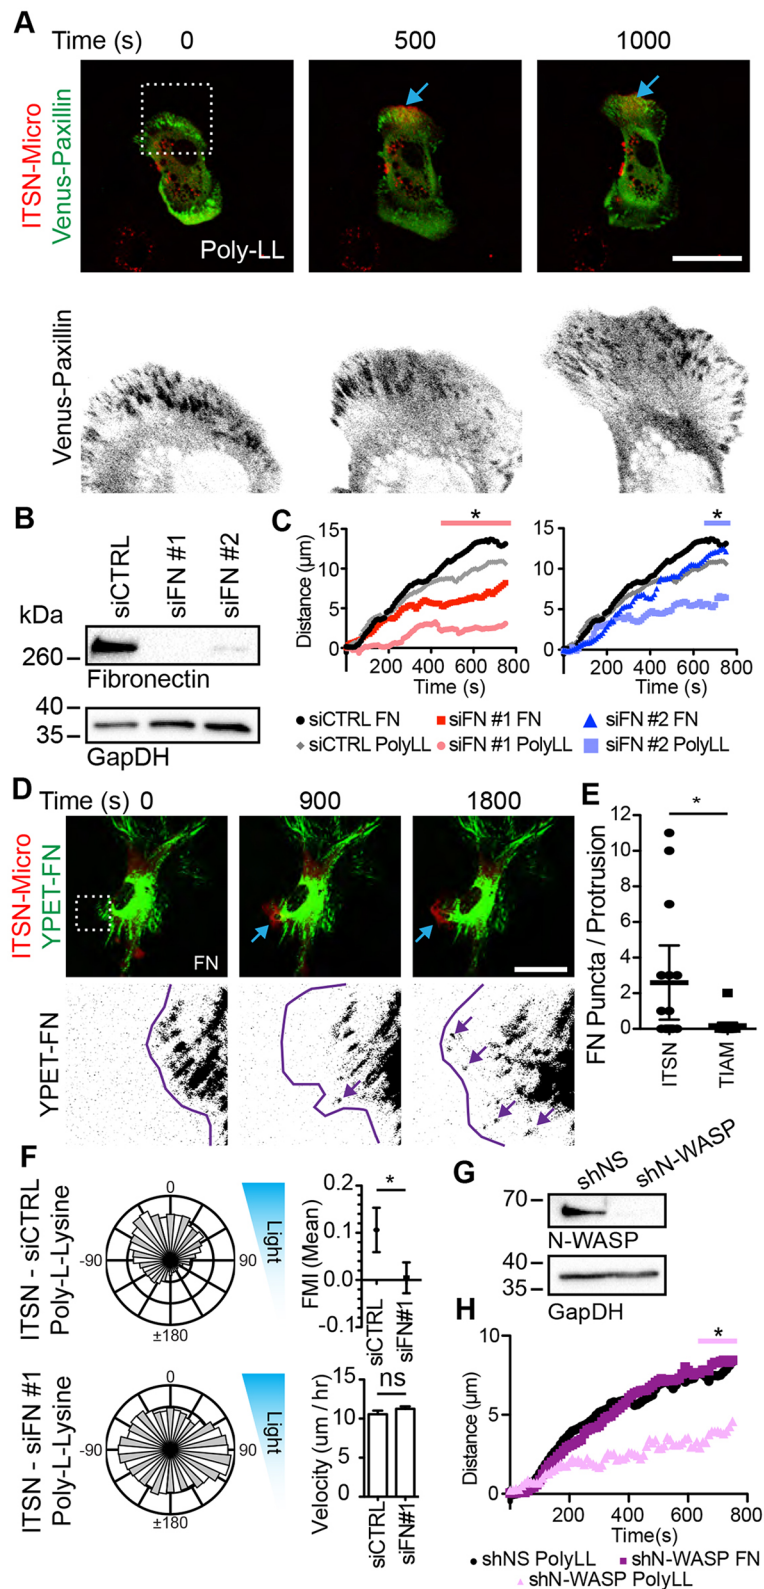 A
Time (s) 0 500 1000
ITSN-Micro
Venus-Paxillin
Poly-LL
Venus-Paxillin
B
siCTRL siFN #1 siFN #2
kDa
260
Fibronectin
40
35
GapDH
C
Distance (µm)
15
10
5
0
* 
200 400 600 800
Time (s)
15
10
5
0
*
200 400 600 800
Time (s)
siCTRL FN siFN #1 FN siFN #2 FN
siCTRL PolyLL siFN #1 PolyLL siFN #2 PolyLL
D
Time (s) 0 900 1800
ITSN-Micro
YPET-FN
FN
YPET-FN
E
FN Puncta / Protrusion
12
10
8
6
4
2
0
*
ITSN TIAM
F
ITSN - siCTRL
Poly-L-Lysine
0
-90 90
±180
Light
FMI (Mean)
0.2
0.1
0.0
-0.1
*
siCTRL siFN#1
ITSN - siFN #1
Poly-L-Lysine
0
-90 90
±180
Light
Velocity (um / hr)
15
10
5
0
ns
siCTRL siFN#1
G
shNS shN-WASP
70
N-WASP
40
35
GapDH
H
Distance (µm)
10
5
0
*
200 400 600 800
Time(s)
shNS PolyLL shN-WASP FN
shN-WASP PolyLL